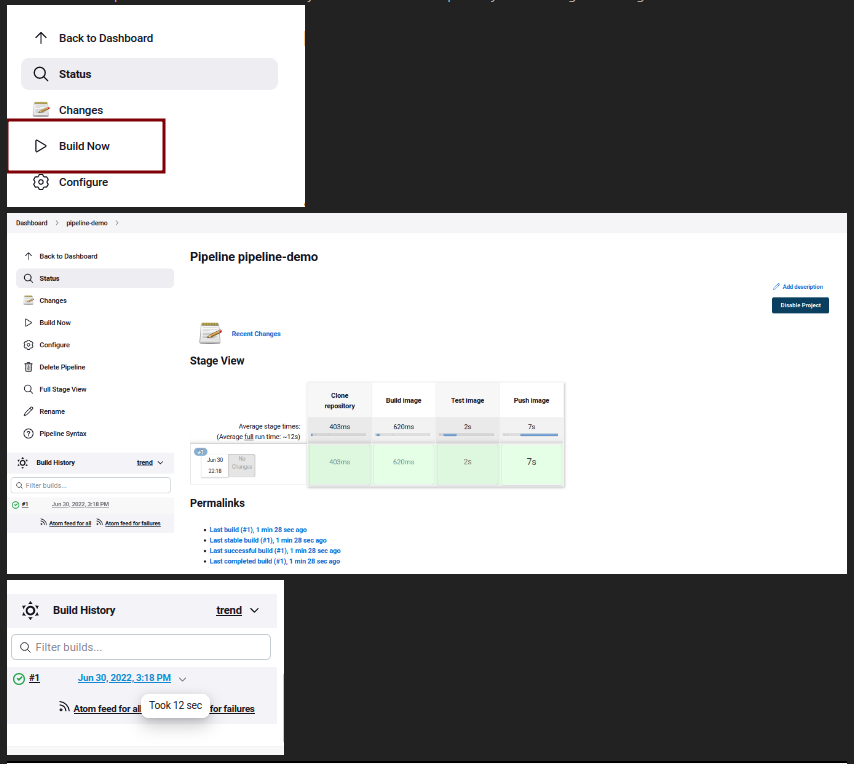 Back to Dashboard
Status
Changes
Build Now
Configure
Dashboard > pipeline-demo >
Back to Dashboard
Status
Changes
Build Now
Configure
Delete Pipeline
Full Stage View
Rename
Pipeline Syntax
Build History trend
Filter builds...
#1 Jun 30, 2022, 3:18 PM
Atom feed for all Atom feed for failures
Pipeline pipeline-demo
Add description
Disable Project
Recent Changes
Stage View
Clone repository Build image Test image Push image
Average stage times: 403ms 620ms 2s 7s
(Average full run time: ~12s)
#1
Jun 30 No Changes 403ms 620ms 2s 7s
22:18
Permalinks
Last build (#1), 1 min 28 sec ago
Last stable build (#1), 1 min 28 sec ago
Last successful build (#1), 1 min 28 sec ago
Last completed build (#1), 1 min 28 sec ago
Build History trend
Filter builds...
#1 Jun 30, 2022, 3:18 PM
Took 12 sec
Atom feed for all for failures